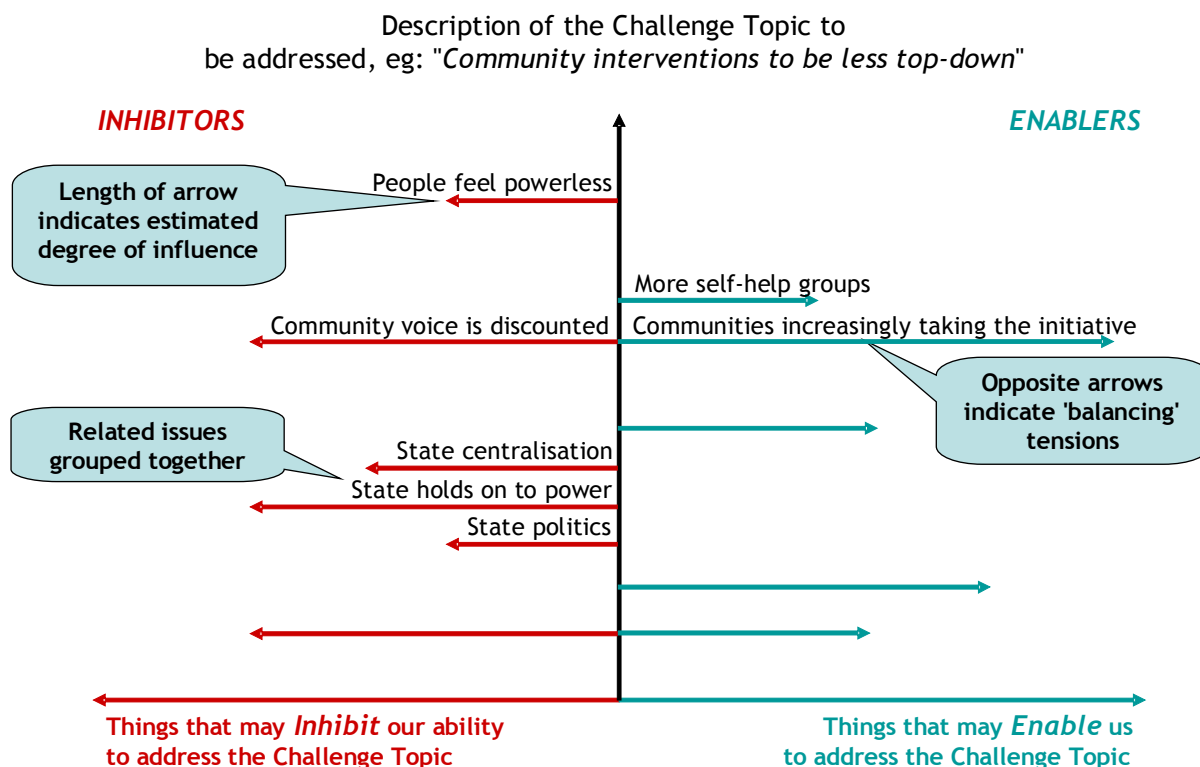 Description of the Challenge Topic to
be addressed, eg: "Community interventions to be less top-down"
INHIBITORS
ENABLERS
Length of arrow
indicates estimated
degree of influence
People feel powerless
More self-help groups
Community voice is discounted
Communities increasingly taking the initiative
Opposite arrows
indicate 'balancing'
tensions
Related issues
grouped together
State centralisation
State holds on to power
State politics
Things that may Inhibit our ability
to address the Challenge Topic
Things that may Enable us
to address the Challenge Topic